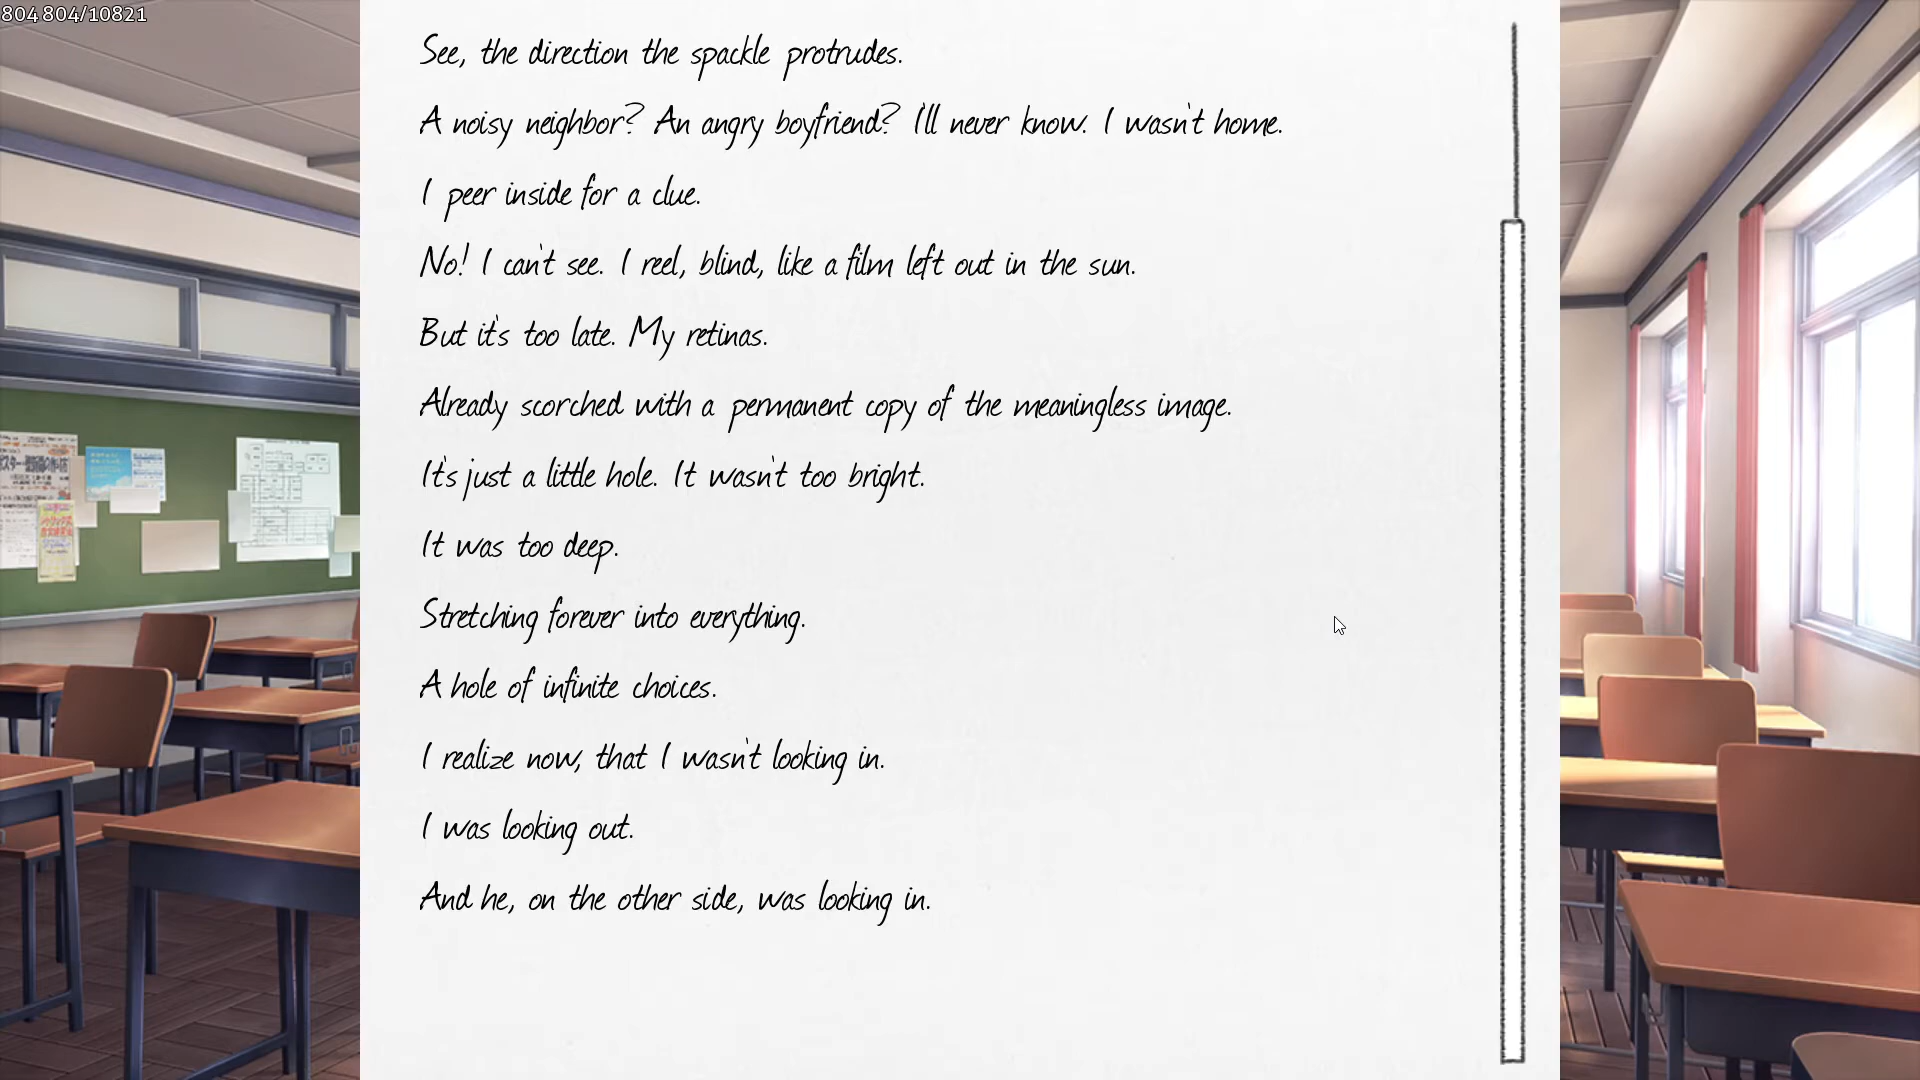 804 804/10821
See, the direction the spackle protrudes.
A noisy neighbor? An angry boyfriend? I'll never know. I wasn't home.
I peer inside for a clue.
No! I can't see. I reel, blind, like a film left out in the sun.
But it's too late. My retinas.
Already scorched with a permanent copy of the meaningless image.
It's just a little hole. It wasn't too bright.
It was too deep.
Stretching forever into everything.
A hole of infinite choices.
I realize now, that I wasn't looking in.
I was looking out.
And he, on the other side, was looking in.